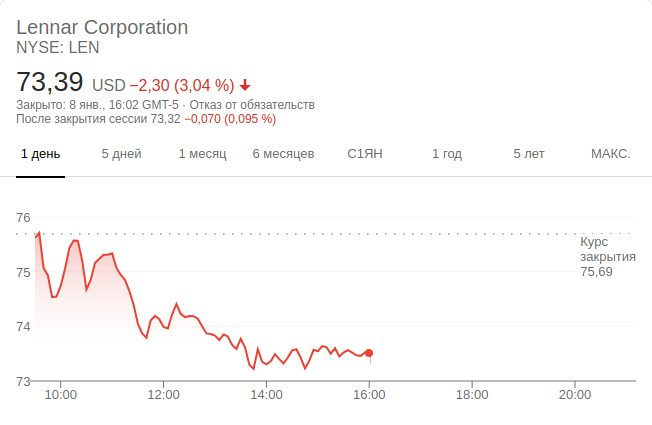 Lennar Corporation
NYSE: LEN
73,39 USD −2,30 (3,04 %)
Закрыто: 8 янв., 16:02 GMT-5 · Отказ от обязательств
После закрытия сессии 73,32 −0,070 (0,095 %)
1 день 5 дней 1 месяц 6 месяцев С1ЯН 1 год 5 лет МАКС.
76
Курс
закрытия
75,69
75
74
73
10:00 12:00 14:00 16:00 18:00 20:00